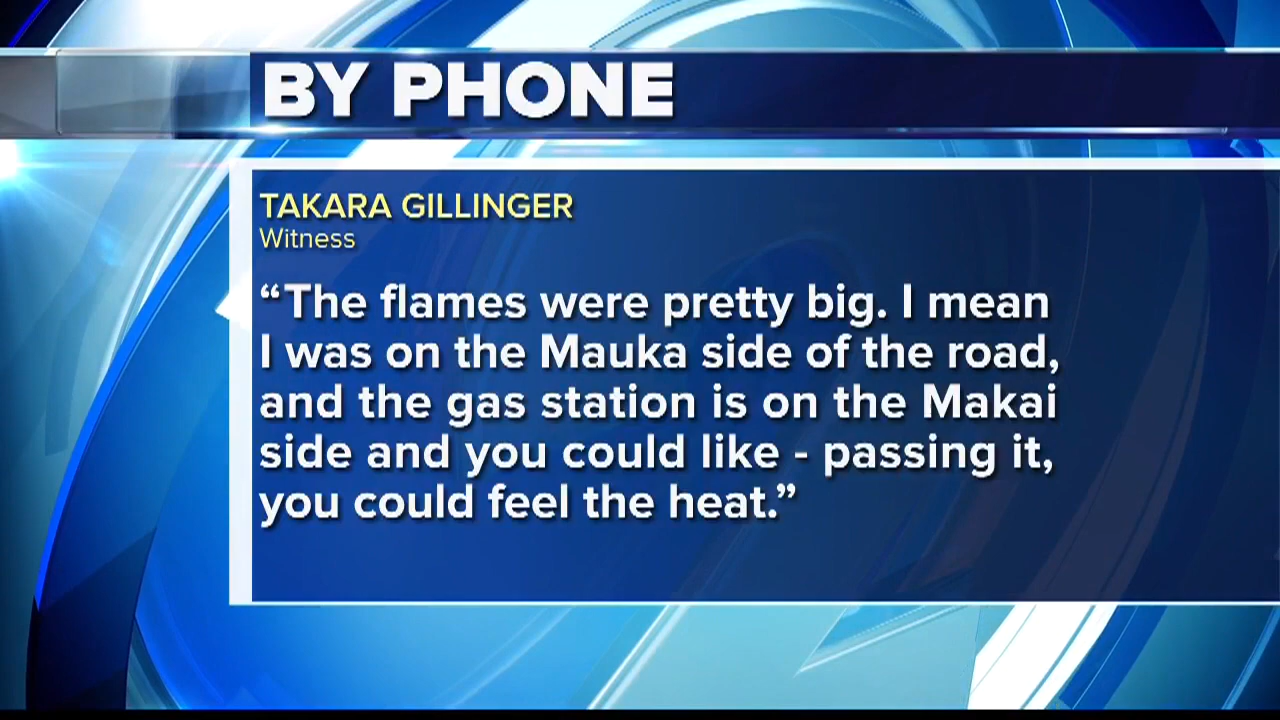 BY PHONE
TAKARA GILLINGER
Witness
“The flames were pretty big. I mean
I was on the Mauka side of the road,
and the gas station is on the Makai
side and you could like - passing it,
you could feel the heat.”